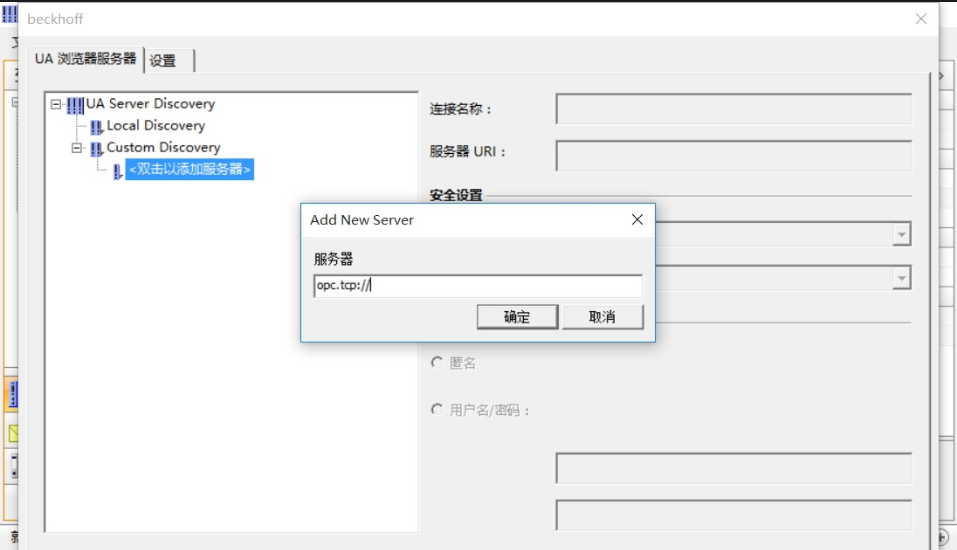 beckhoff
UA 浏览器服务器
设置
UA Server Discovery
Local Discovery
Custom Discovery
<双击以添加服务器>
连接名称：
服务器 URI：
安全设置
Add New Server
服务器
opc.tcp://
确定
取消
匿名
用户名/密码：